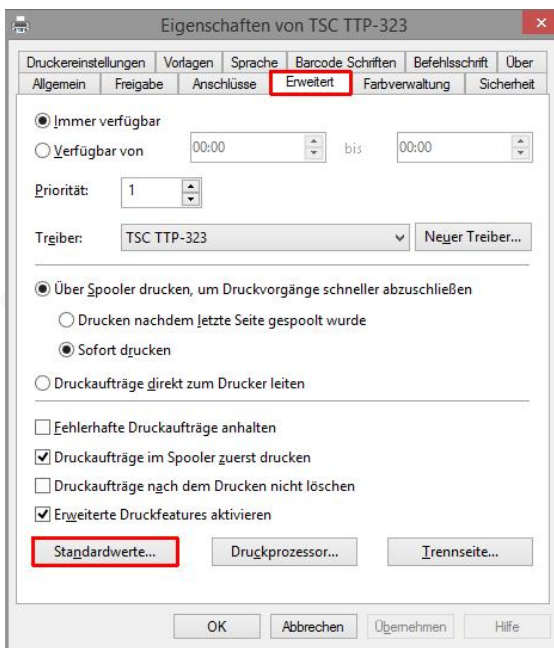 Eigenschaften von TSC TTP-323
Druckereinstellungen Vorlagen Sprache Barcode Schriften Befehlsschrift Über
Allgemein Freigabe Anschlüsse Erweitert Farbverwaltung Sicherheit
Immer verfügbar
Verfügbar von 00:00 bis 00:00
Priorität: 1
Treiber: TSC TTP-323 Neuer Treiber...
Über Spooler drucken, um Druckvorgänge schneller abzuschließen
Drucken nachdem letzte Seite gespoolt wurde
Sofort drucken
Druckaufträge direkt zum Drucker leiten
Fehlerhafte Druckaufträge anhalten
Druckaufträge im Spooler zuerst drucken
Druckaufträge nach dem Drucken nicht löschen
Erweiterte Druckfeatures aktivieren
Standardwerte... Druckprozessor... Trennseite...
OK Abbrechen Übernehmen Hilfe